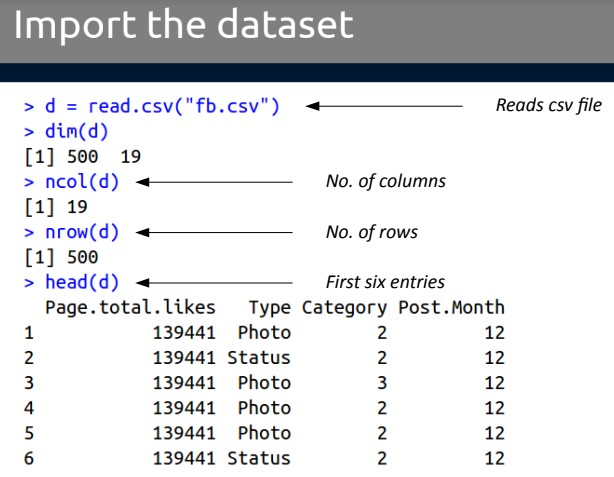 Import the dataset
> d = read.csv("fb.csv") Reads csv file
> dim(d)
[1] 500  19
> ncol(d) No. of columns
[1] 19
> nrow(d) No. of rows
[1] 500
> head(d) First six entries
  Page.total.likes   Type Category Post.Month
1           139441  Photo        2         12
2           139441 Status        2         12
3           139441  Photo        3         12
4           139441  Photo        2         12
5           139441  Photo        2         12
6           139441 Status        2         12